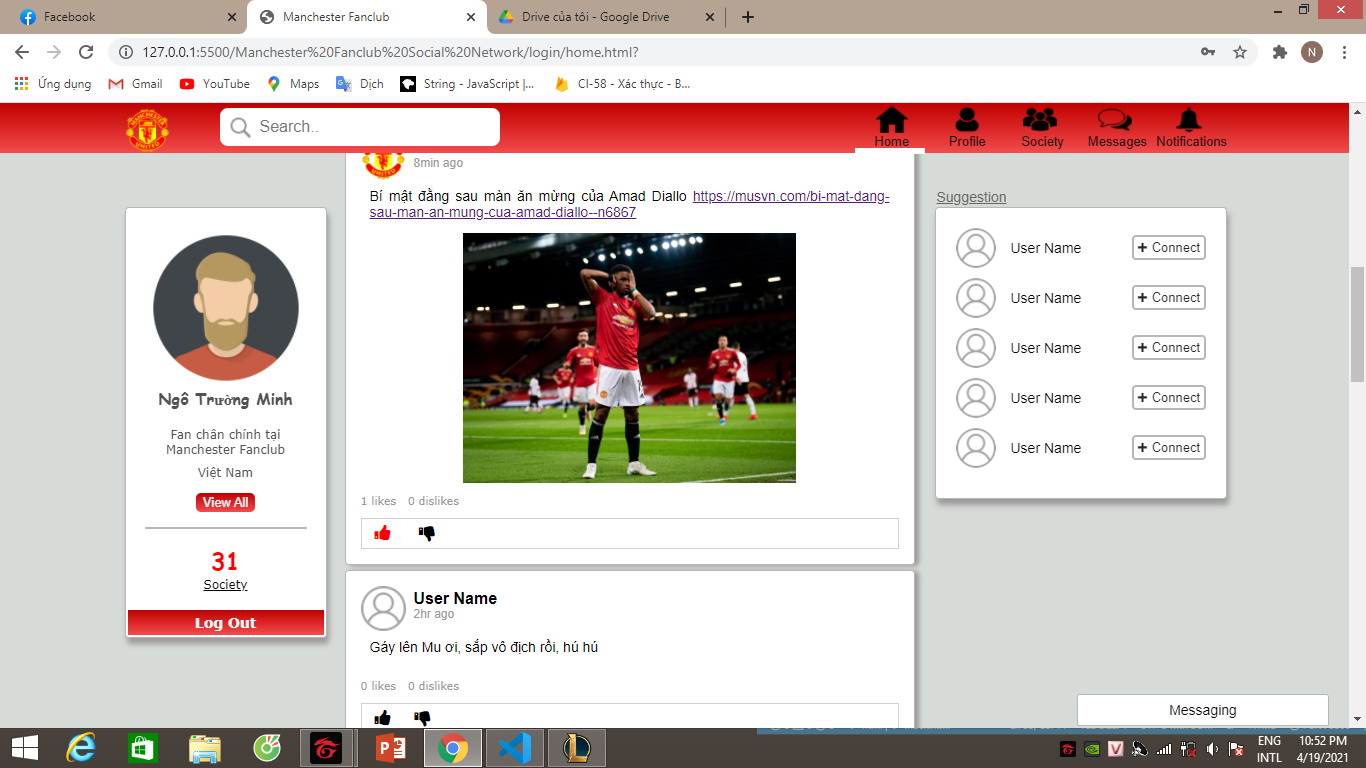 Facebook
Manchester Fanclub
Drive của tôi - Google Drive
127.0.0.1:5500/Manchester%20Fanclub%20Social%20Network/login/home.html?
N
Ứng dụng
Gmail
YouTube
Maps
Dịch
String - JavaScript |...
CI-58 - Xác thực - B...
MANCHESTER
UNITED
Search..
Home
Profile
Society
Messages
Notifications
Ngô Trường Minh
Fan chân chính tại
Manchester Fanclub
Việt Nam
View All
31
Society
Log Out
UNITED
8min ago
Bí mật đằng sau màn ăn mừng của Amad Diallo https://musvn.com/bi-mat-dang-
sau-man-an-mung-cua-amad-diallo--n6867
1 likes 0 dislikes
User Name
2hr ago
Gáy lên Mu ơi, sắp vô địch rồi, hú hú
0 likes 0 dislikes
Suggestion
User Name
Connect
User Name
Connect
User Name
Connect
User Name
Connect
User Name
Connect
Messaging
ENG
INTL
10:52 PM
4/19/2021